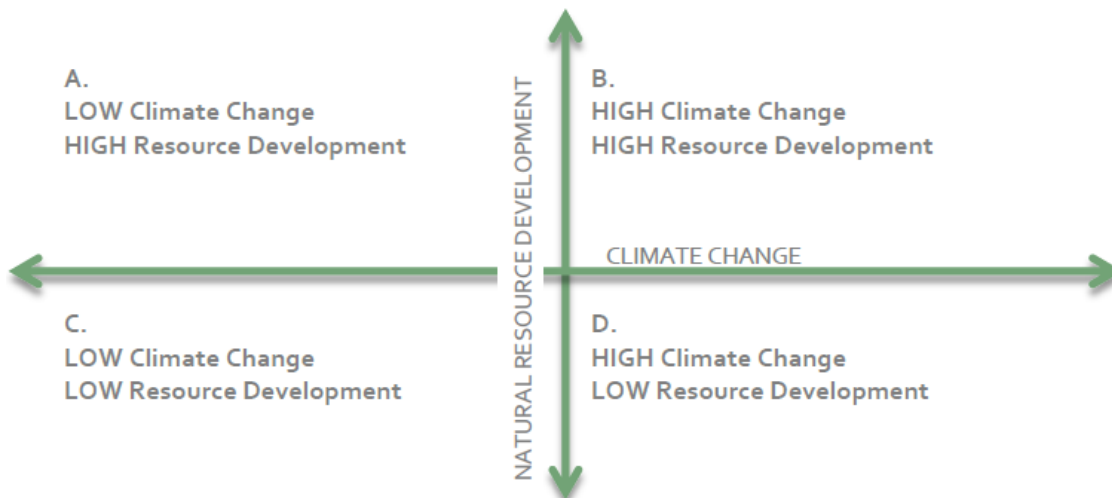 A.
LOW Climate Change
HIGH Resource Development
B.
HIGH Climate Change
HIGH Resource Development
NATURAL RESOURCE DEVELOPMENT
CLIMATE CHANGE
C.
LOW Climate Change
LOW Resource Development
D.
HIGH Climate Change
LOW Resource Development